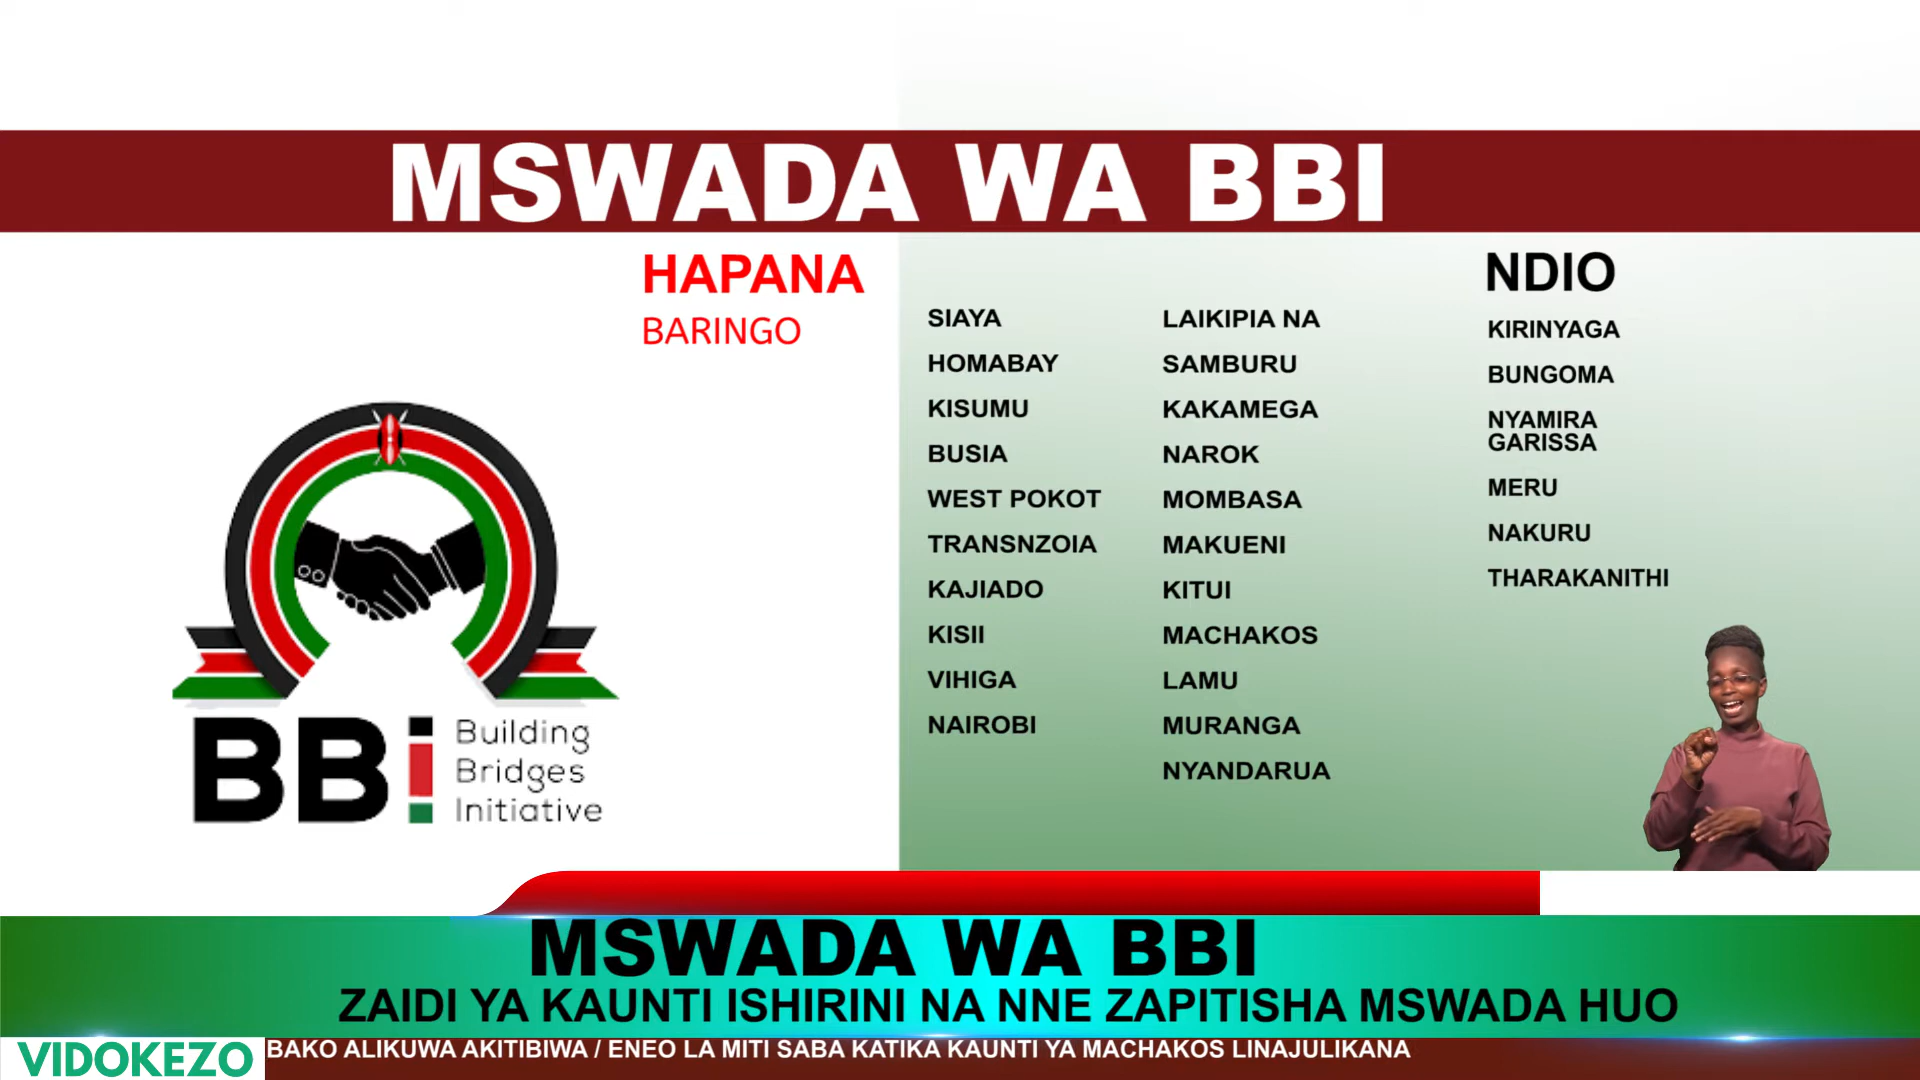 MSWADA WA BBI
HAPANA
BARINGO
BBI
Building
Bridges
Initiative
SIAYA
HOMABAY
KISUMU
BUSIA
WEST POKOT
TRANSNZOIA
KAJIADO
KISII
VIHIGA
NAIROBI
LAIKIPIA NA
SAMBURU
KAKAMEGA
NAROK
MOMBASA
MAKUENI
KITUI
MACHAKOS
LAMU
MURANGA
NYANDARUA
NDIO
KIRINYAGA
BUNGOMA
NYAMIRA
GARISSA
MERU
NAKURU
THARAKANITHI
MSWADA WA BBI
ZAIDI YA KAUNTI ISHIRINI NA NNE ZAPITISHA MSWADA HUO
VIDOKEZO
BAKO ALIKUWA AKITIBIWA / ENEO LA MITI SABA KATIKA KAUNTI YA MACHAKOS LINAJULIKANA